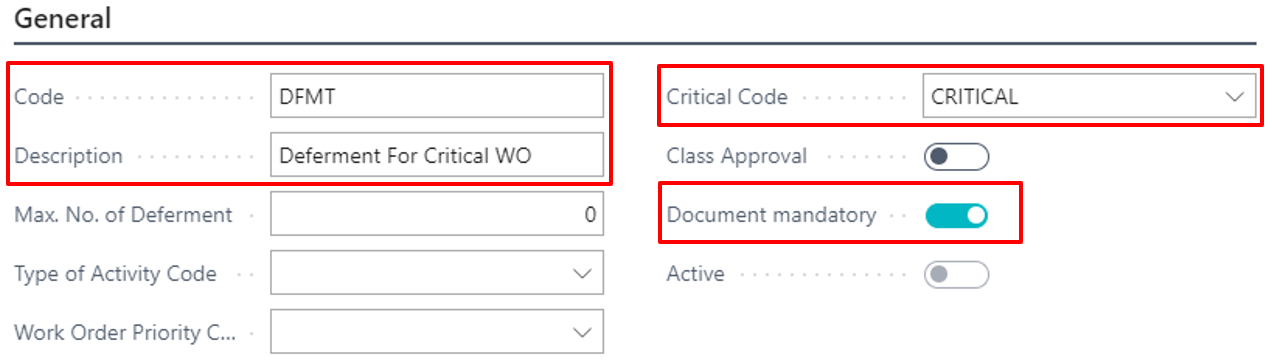 General
Code
DFMT
Description
Deferment For Critical WO
Max. No. of Deferment
0
Type of Activity Code
Work Order Priority C...
Critical Code
CRITICAL
Class Approval
Document mandatory
Active